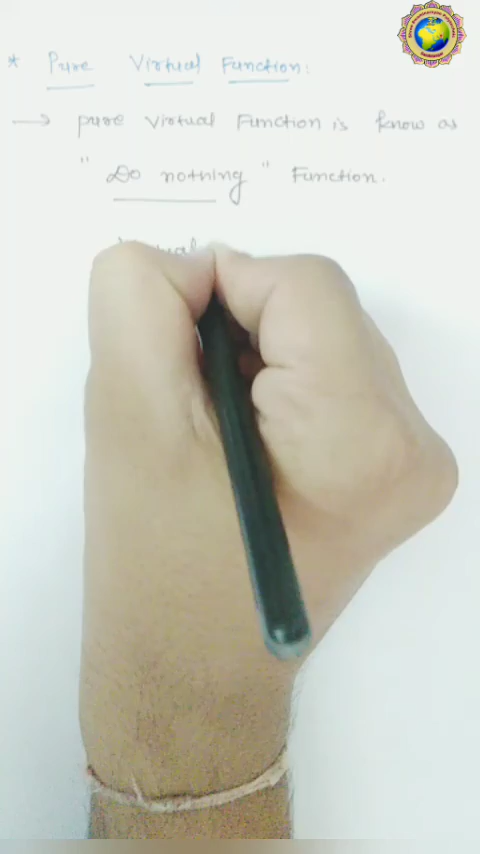 * Pure Virtual Function:
→ pure Virtual Function is know as
" Do nothing " Function.